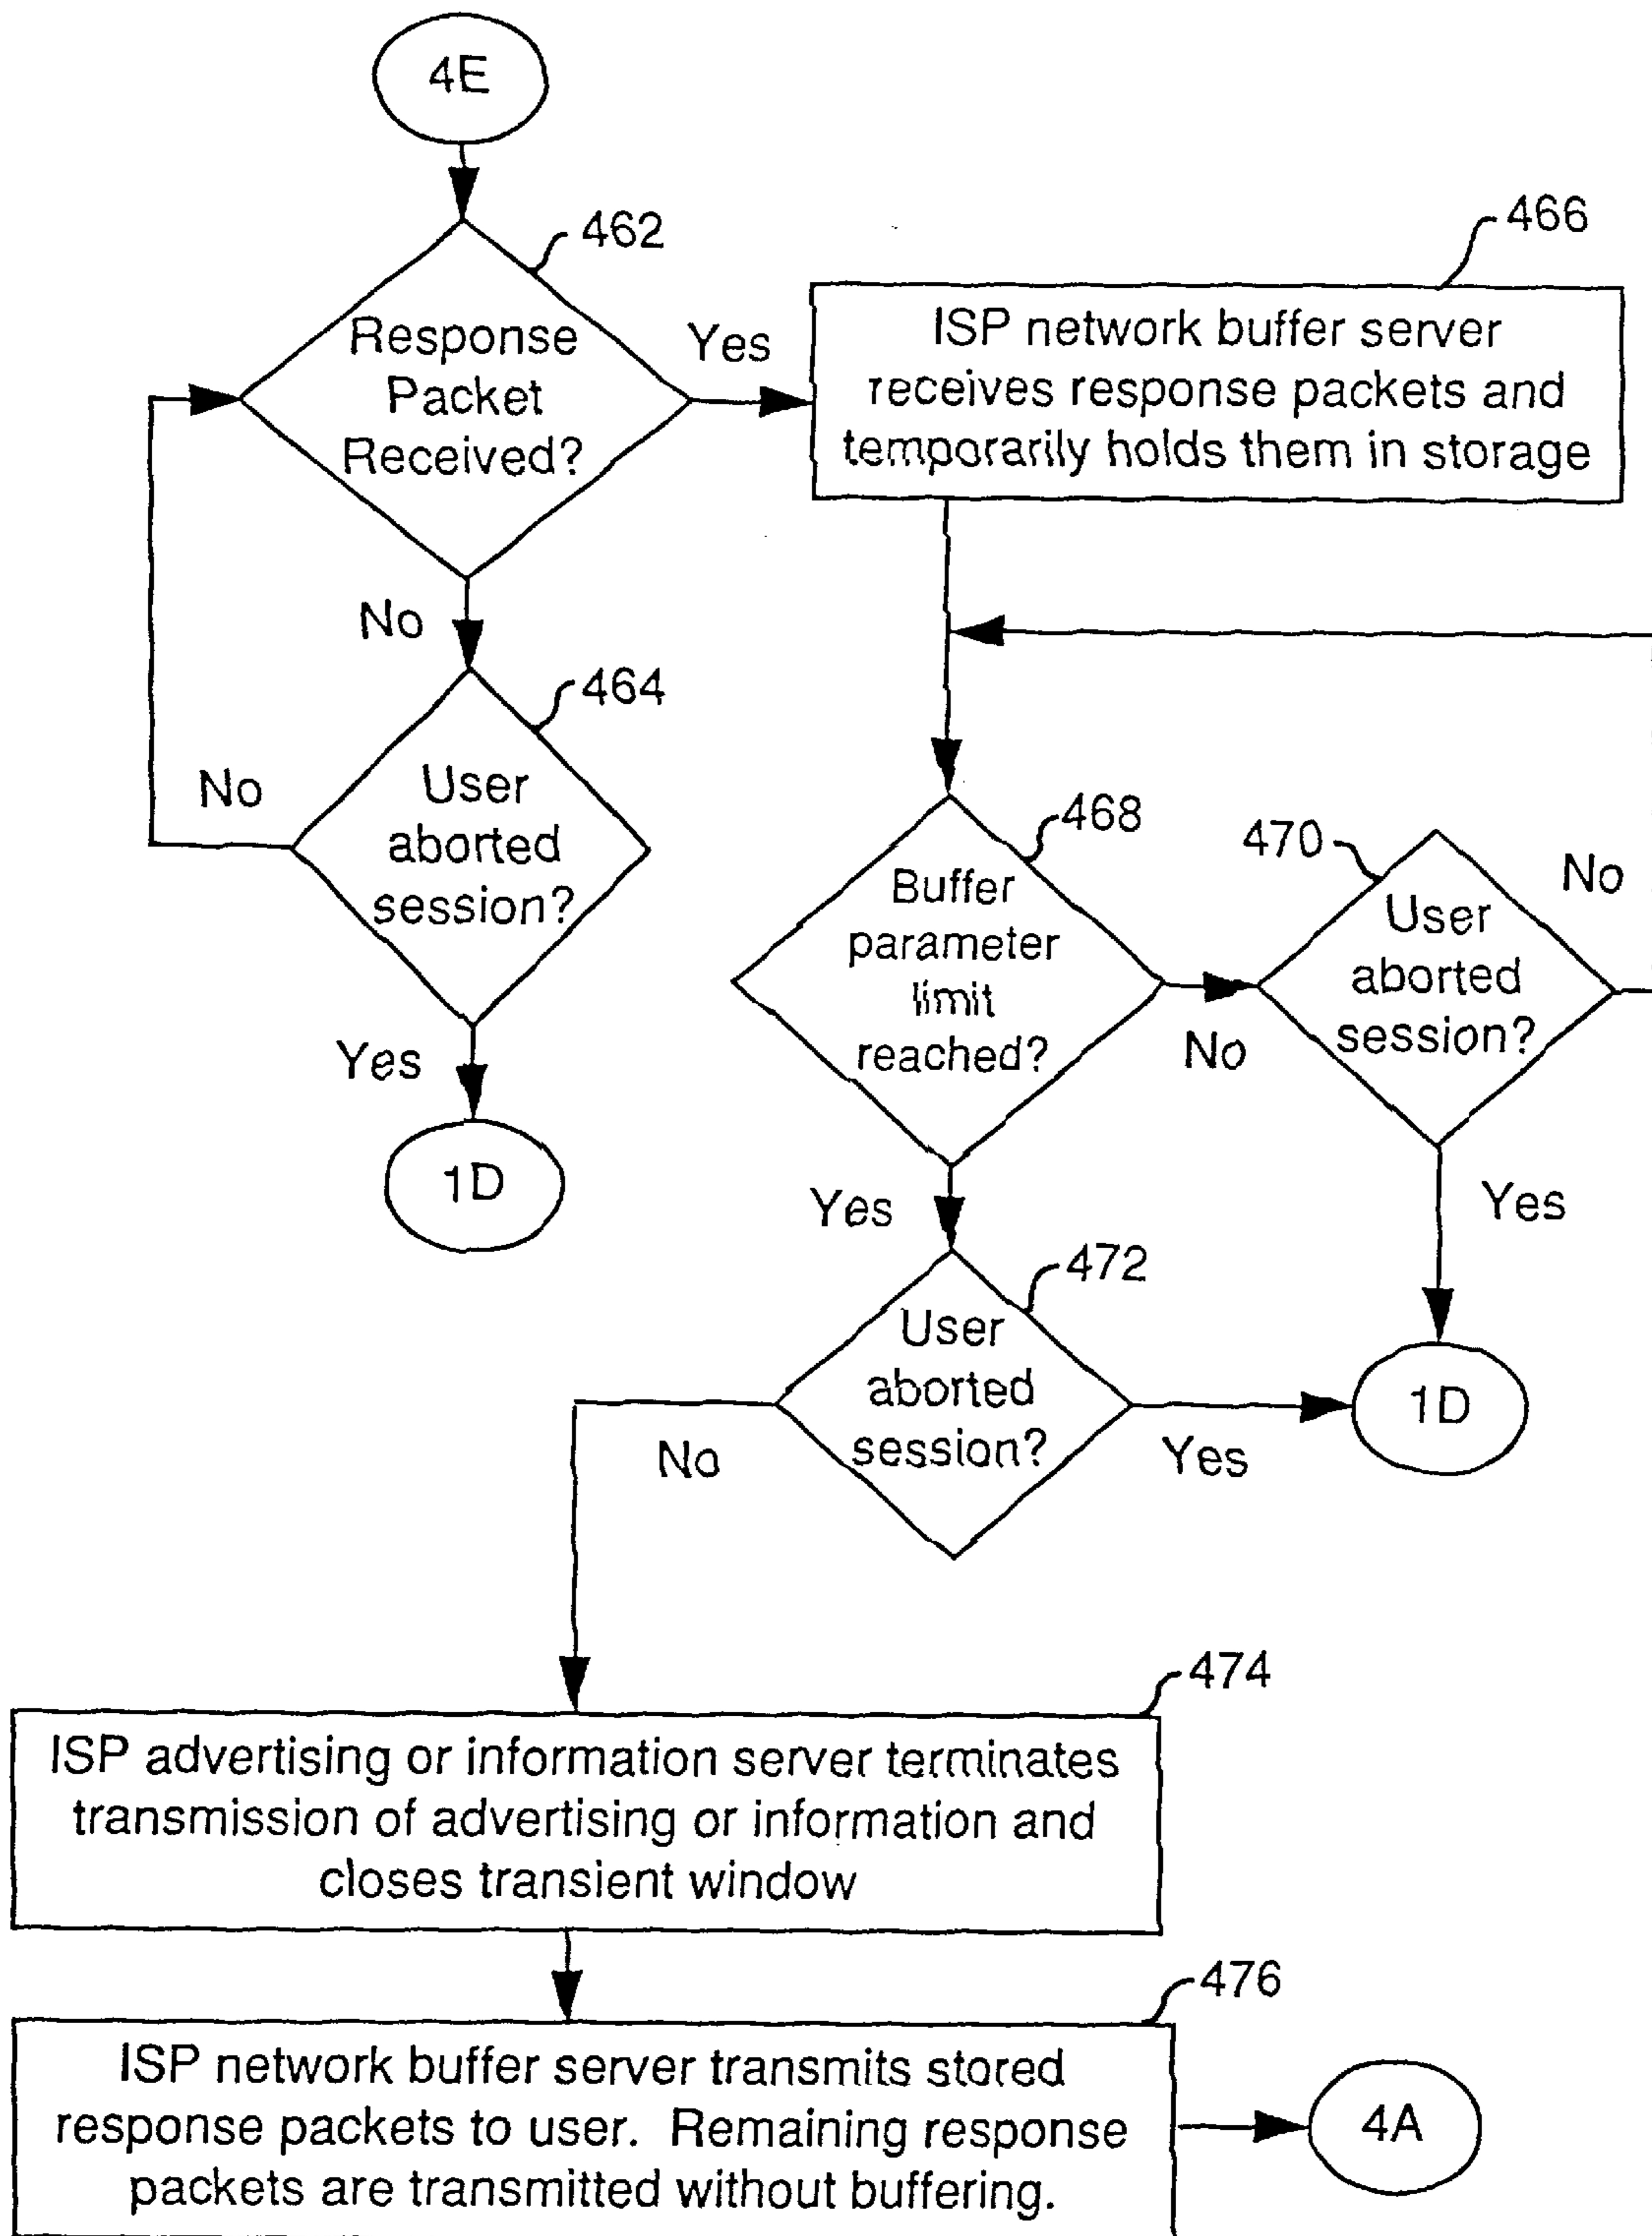 4E
462
Response
Packet
Received?
Yes
466
ISP network buffer server
receives response packets and
temporarily holds them in storage
No
464
User
aborted
session?
No
Yes
1D
468
Buffer
parameter
limit
reached?
No
470
User
aborted
session?
No
Yes
Yes
472
User
aborted
session?
Yes
1D
No
474
ISP advertising or information server terminates
transmission of advertising or information and
closes transient window
476
ISP network buffer server transmits stored
response packets to user. Remaining response
packets are transmitted without buffering.
4A